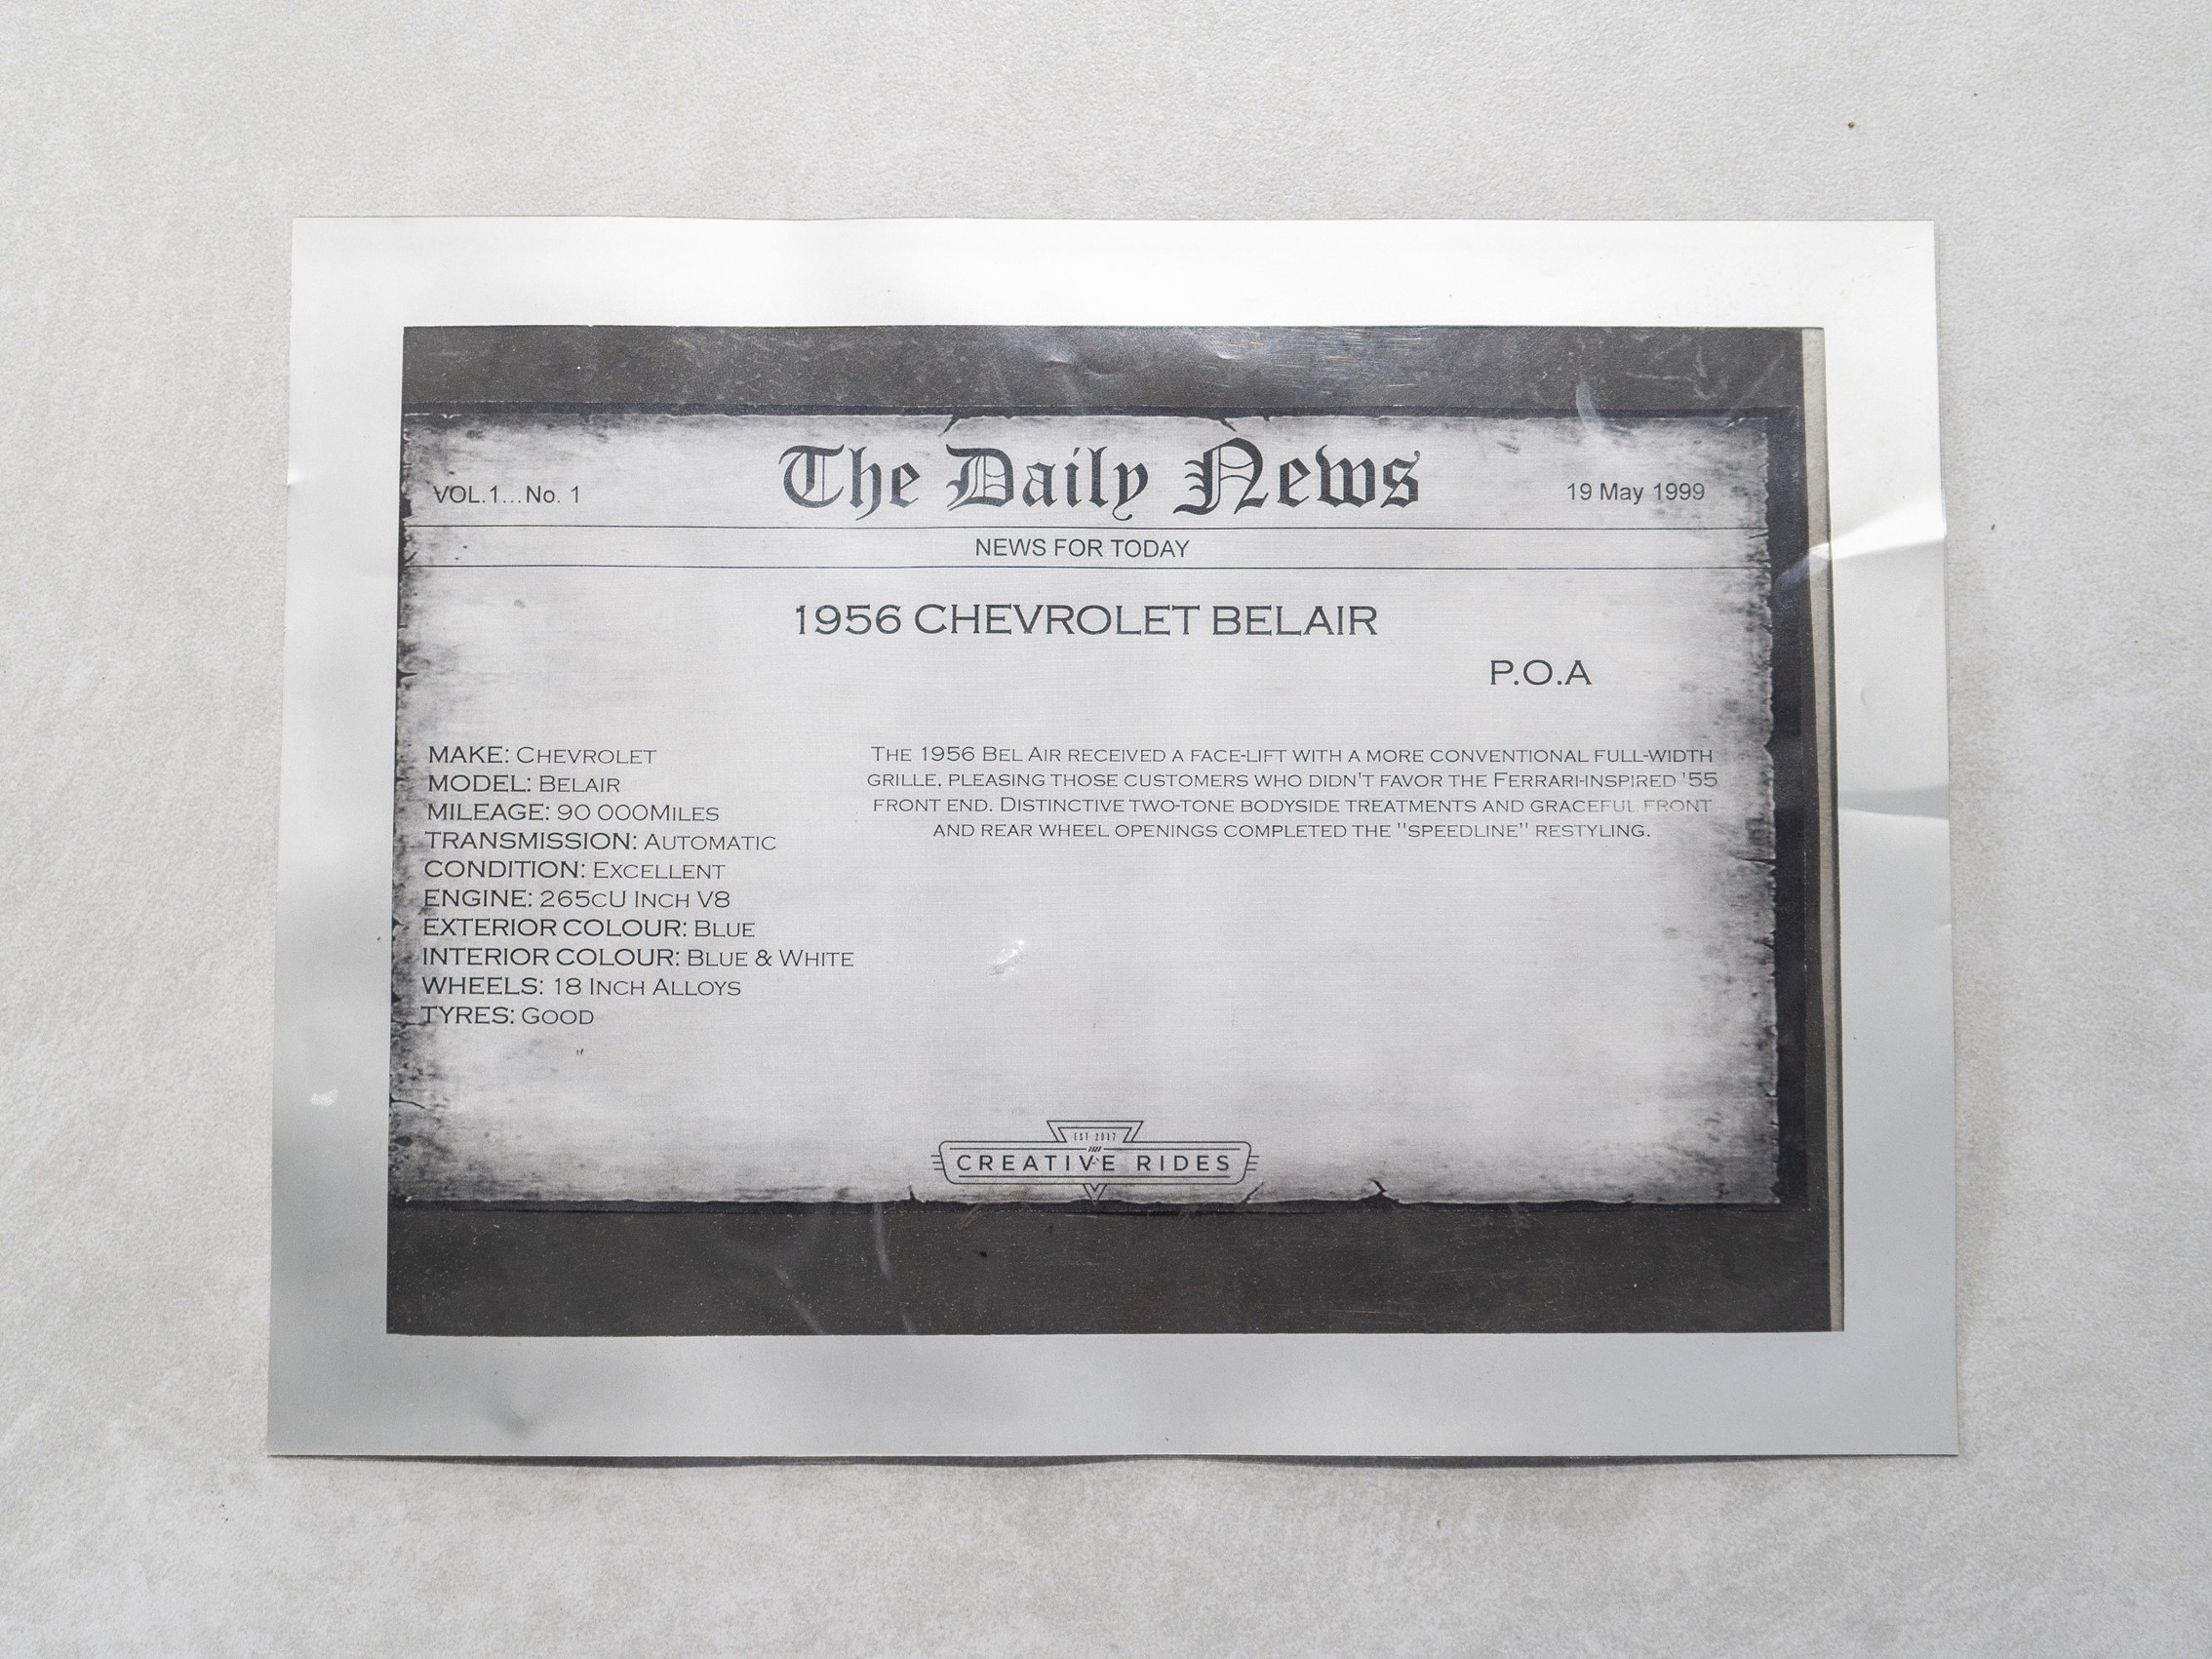 VOL.1...No. 1
The Daily News
19 May 1999
NEWS FOR TODAY
1956 CHEVROLET BELAIR
P.O.A
MAKE: CHEVROLET
MODEL: BELAIR
MILEAGE: 90 000MILES
TRANSMISSION: AUTOMATIC
CONDITION: EXCELLENT
ENGINE: 265CU INCH V8
EXTERIOR COLOUR: BLUE
INTERIOR COLOUR: BLUE & WHITE
WHEELS: 18 INCH ALLOYS
TYRES: GOOD
THE 1956 BEL AIR RECEIVED A FACE-LIFT WITH A MORE CONVENTIONAL FULL-WIDTH
GRILLE, PLEASING THOSE CUSTOMERS WHO DIDN'T FAVOR THE FERRARI-INSPIRED '55
FRONT END. DISTINCTIVE TWO-TONE BODYSIDE TREATMENTS AND GRACEFUL FRONT
AND REAR WHEEL OPENINGS COMPLETED THE "SPEEDLINE" RESTYLING.
EST 2017
CREATIVE RIDES